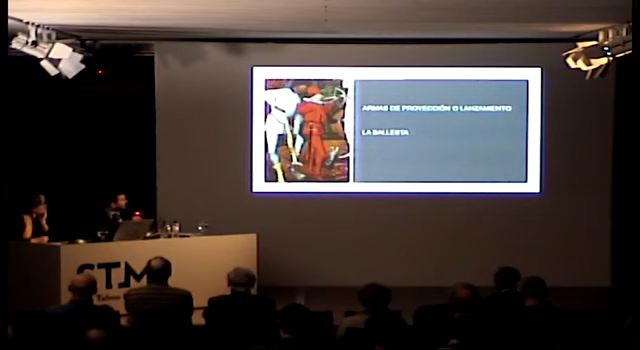 ARMAS DE PROYECCIÓN O LANZAMIENTO
LA BALLESTA
STM